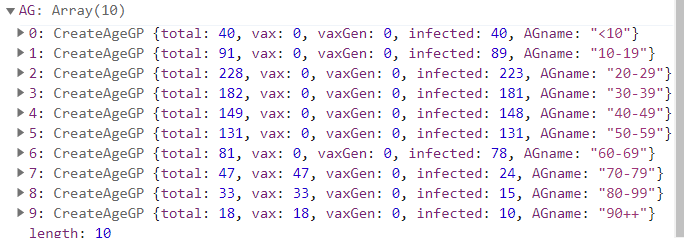 ▼ AG: Array(10)
▶ 0: CreateAgeGP {total: 40, vax: 0, vaxGen: 0, infected: 40, AGname: "<10"}
▶ 1: CreateAgeGP {total: 91, vax: 0, vaxGen: 0, infected: 89, AGname: "10-19"}
▶ 2: CreateAgeGP {total: 228, vax: 0, vaxGen: 0, infected: 223, AGname: "20-29"}
▶ 3: CreateAgeGP {total: 182, vax: 0, vaxGen: 0, infected: 181, AGname: "30-39"}
▶ 4: CreateAgeGP {total: 149, vax: 0, vaxGen: 0, infected: 148, AGname: "40-49"}
▶ 5: CreateAgeGP {total: 131, vax: 0, vaxGen: 0, infected: 131, AGname: "50-59"}
▶ 6: CreateAgeGP {total: 81, vax: 0, vaxGen: 0, infected: 78, AGname: "60-69"}
▶ 7: CreateAgeGP {total: 47, vax: 47, vaxGen: 0, infected: 24, AGname: "70-79"}
▶ 8: CreateAgeGP {total: 33, vax: 33, vaxGen: 0, infected: 15, AGname: "80-99"}
▶ 9: CreateAgeGP {total: 18, vax: 18, vaxGen: 0, infected: 10, AGname: "90++"}
length: 10